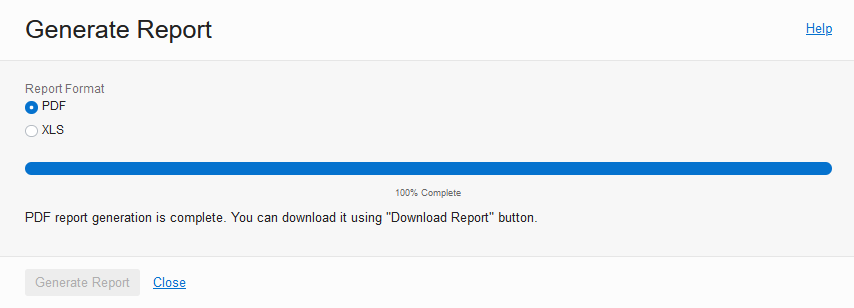 Generate Report
Help
Report Format
PDF
XLS
100% Complete
PDF report generation is complete. You can download it using "Download Report" button.
Generate Report
Close